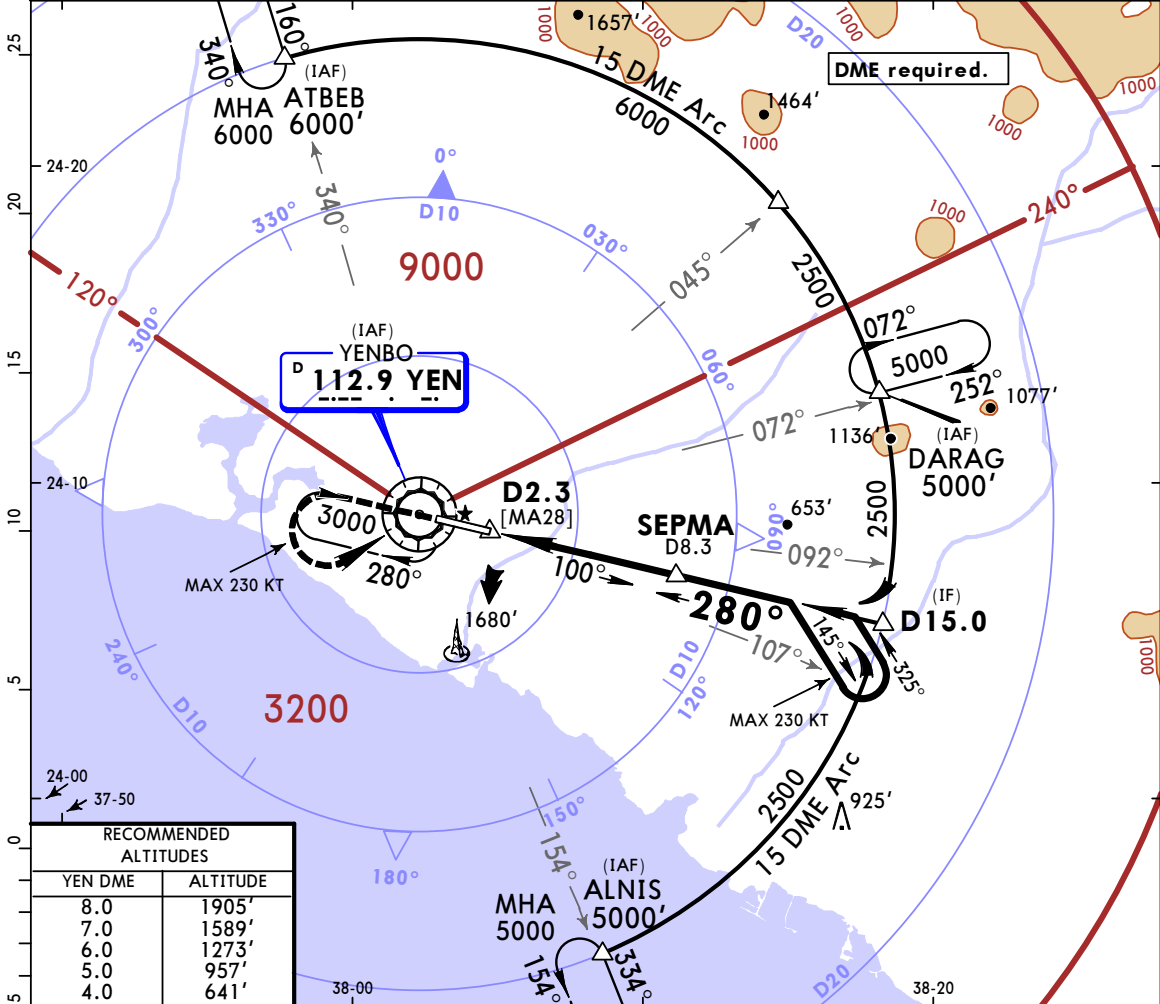 25
20
15
10
5
0
5
24-20
24-10
24-00
37-50
38-00
38-20
160°
340°
MHA
6000
(IAF)
ATBEB
6000'
1000
1657'
1000
15 DME Arc
6000
D20
1000
DME required.
1464'
1000
1000
1000
0°
D10
330°
340°
030°
9000
045°
1000
240°
2500
120°
300°
(IAF)
YENBO
D 112.9 YEN
060°
072°
5000
252°
1077'
072°
1136'
(IAF)
DARAG
5000'
D2.3
[MA28]
SEPMA
D8.3
653'
090°
092°
2500
3000
MAX 230 KT
280°
100°
280°
(IF)
D15.0
1680'
107°
145°
325°
D10
120°
MAX 230 KT
1000
240°
D10
3200
150°
2500
15 DME Arc
925'
180°
154°
(IAF)
ALNIS
5000'
MHA
5000
154°
334°
D20
RECOMMENDED
ALTITUDES
YEN DME ALTITUDE
8.0 1905'
7.0 1589'
6.0 1273'
5.0 957'
4.0 641'